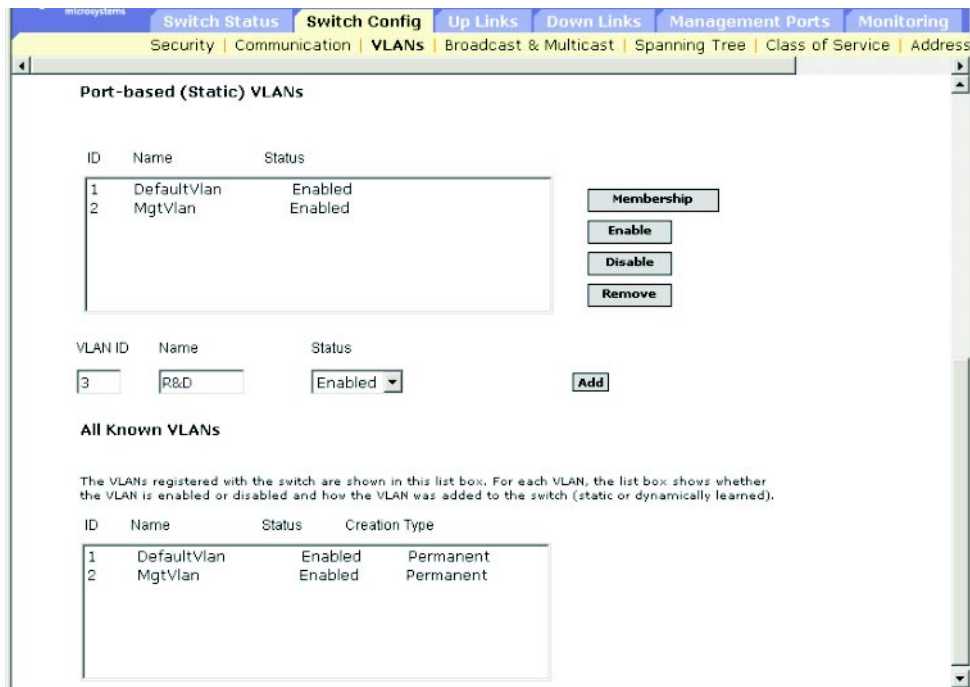 microsystems
Switch Status Switch Config Up Links Down Links Management Ports Monitoring
Security | Communication | VLANs | Broadcast & Multicast | Spanning Tree | Class of Service | Address
Port-based (Static) VLANs
ID Name Status
1 DefaultVlan Enabled
2 MgtVlan Enabled
Membership
Enable
Disable
Remove
VLAN ID Name Status
3 R&D Enabled Add
All Known VLANs
The VLANs registered with the switch are shown in this list box. For each VLAN, the list box shows whether
the VLAN is enabled or disabled and how the VLAN was added to the switch (static or dynamically learned).
ID Name Status Creation Type
1 DefaultVlan Enabled Permanent
2 MgtVlan Enabled Permanent